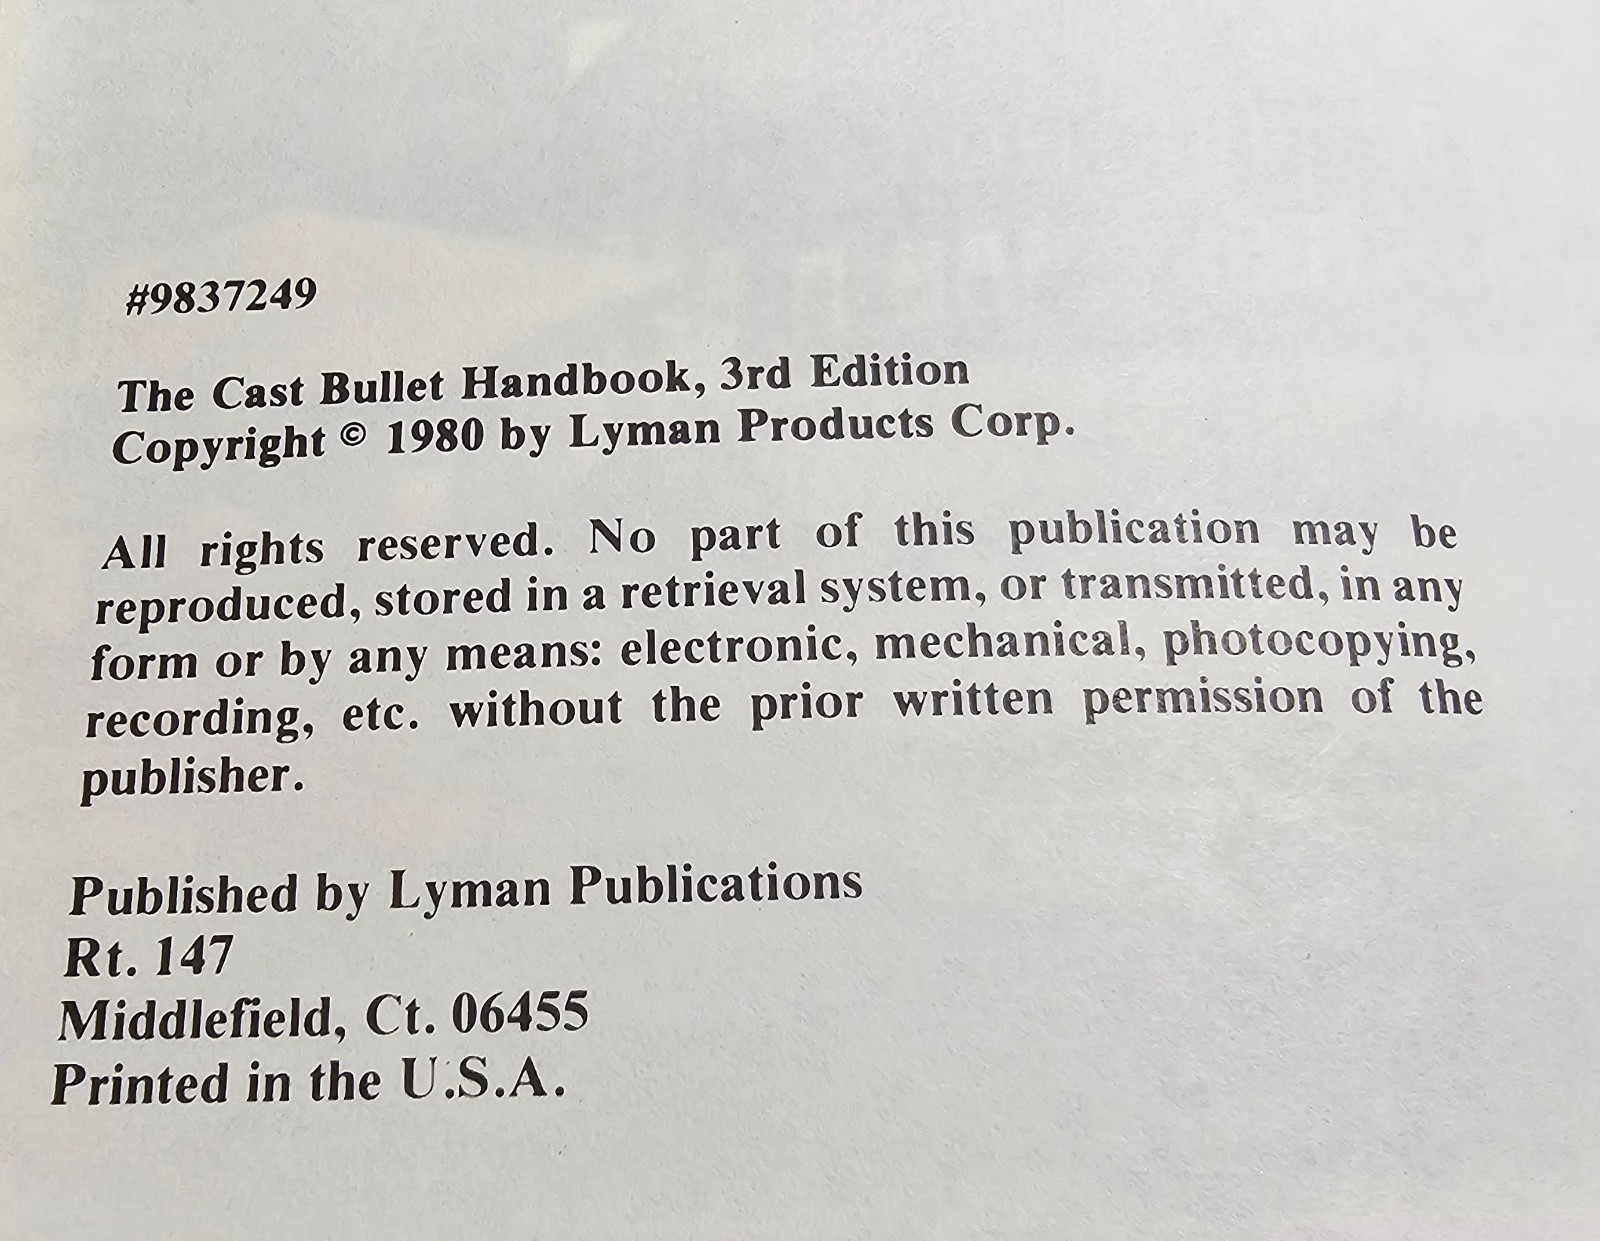 #9837249
The Cast Bullet Handbook, 3rd Edition
Copyright © 1980 by Lyman Products Corp.
All rights reserved. No part of this publication may be
reproduced, stored in a retrieval system, or transmitted, in any
form or by any means: electronic, mechanical, photocopying,
recording, etc. without the prior written permission of the
publisher.
Published by Lyman Publications
Rt. 147
Middlefield, Ct. 06455
Printed in the U.S.A.